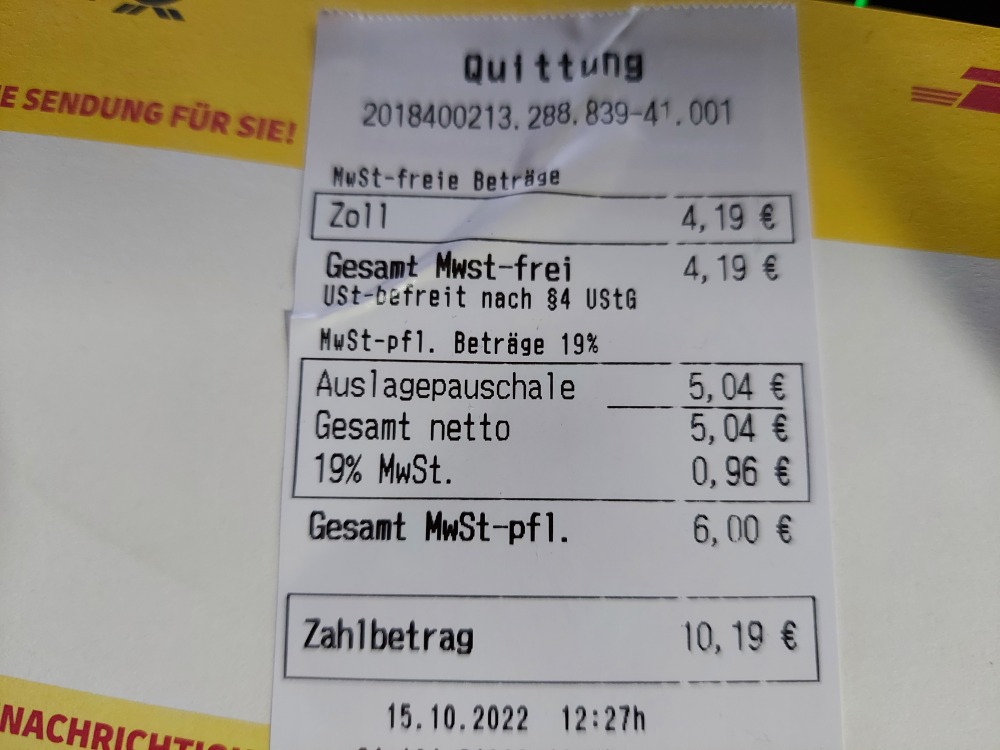 E SENDUNG FÜR SIE!
Quittung
2018400213.288.839-41.001
MwSt-freie Beträge
Zoll 4,19 €
Gesamt Mwst-frei 4,19 €
USt-befreit nach §4 UStG
MwSt-pfl. Beträge 19%
Auslagepauschale 5,04 €
Gesamt netto 5,04 €
19% MwSt. 0,96 €
Gesamt MwSt-pfl. 6,00 €
Zahlbetrag 10,19 €
15.10.2022 12:27h
NACHRICHTI